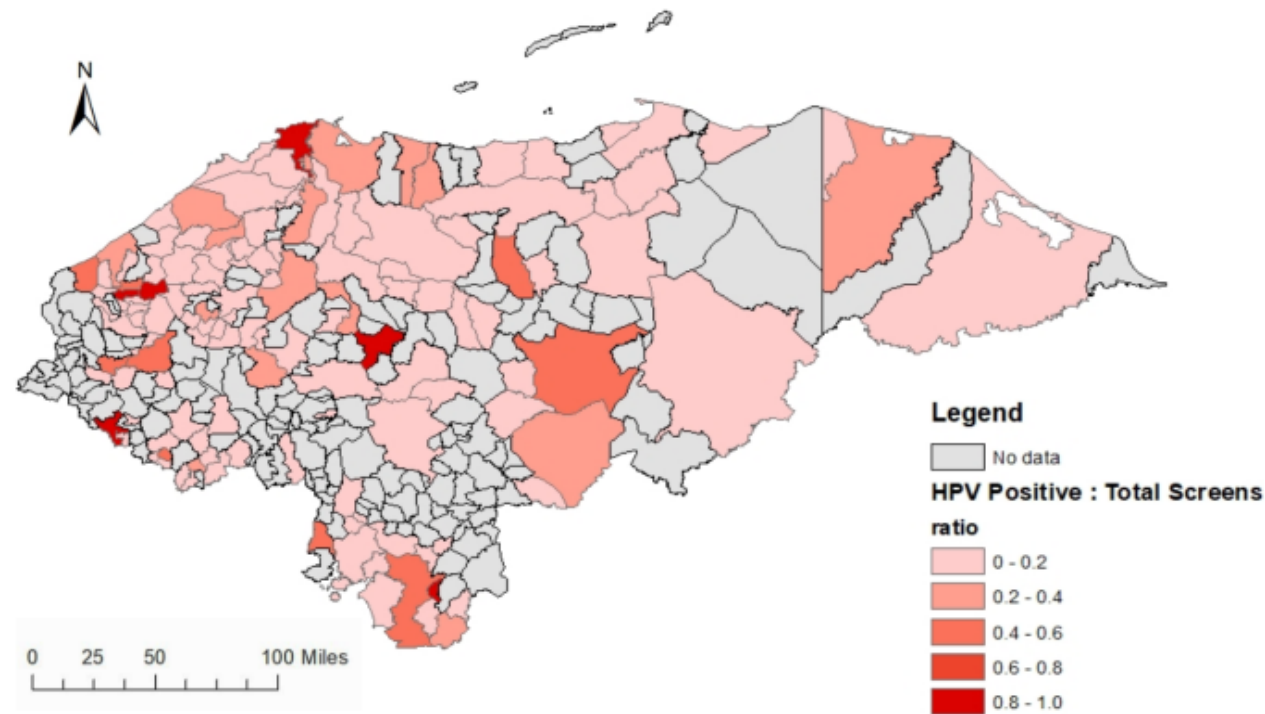 N
Legend
No data
HPV Positive : Total Screens
ratio
0 - 0.2
0.2 - 0.4
0.4 - 0.6
0.6 - 0.8
0.8 - 1.0
0 25 50 100 Miles